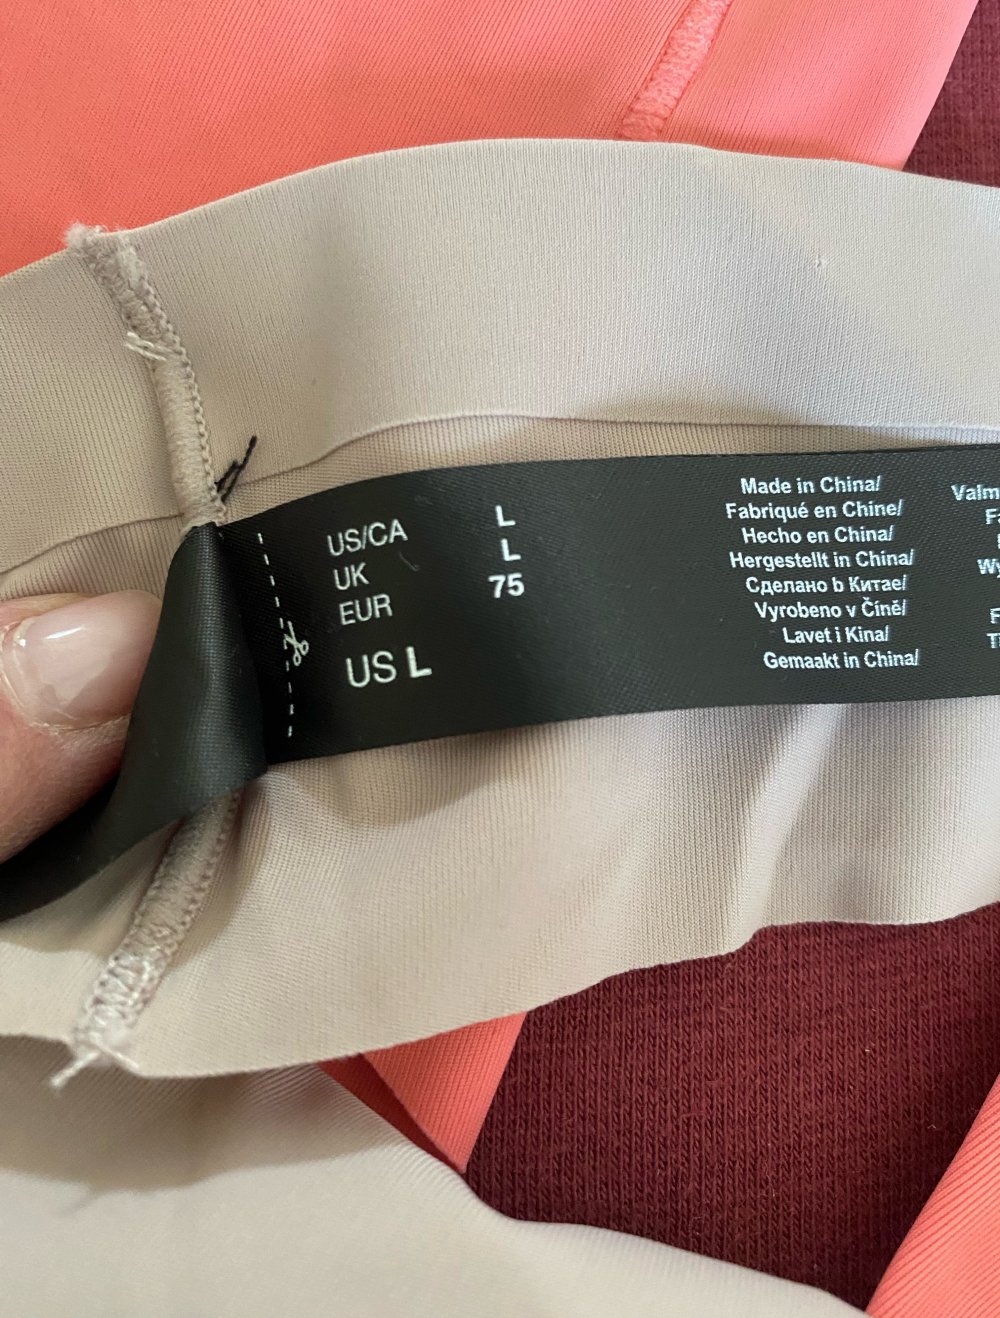 US/CA L
UK L
EUR 75
US L
Made in China/
Fabriqué en Chine/
Hecho en China/
Hergestellt in China/
Сделано b Китае/
Vyrobeno v Číně/
Lavet i Kina/
Gemaakt in China/